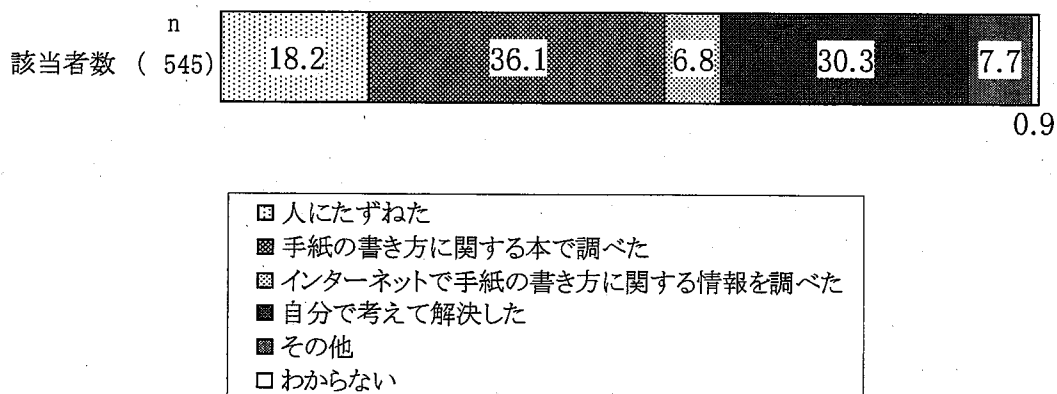 n
該当者数 ( 545) 18.2 36.1 6.8 30.3 7.7
0.9
人にたずねた
手紙の書き方に関する本で調べた
インターネットで手紙の書き方に関する情報を調べた
自分で考えて解決した
その他
わからない